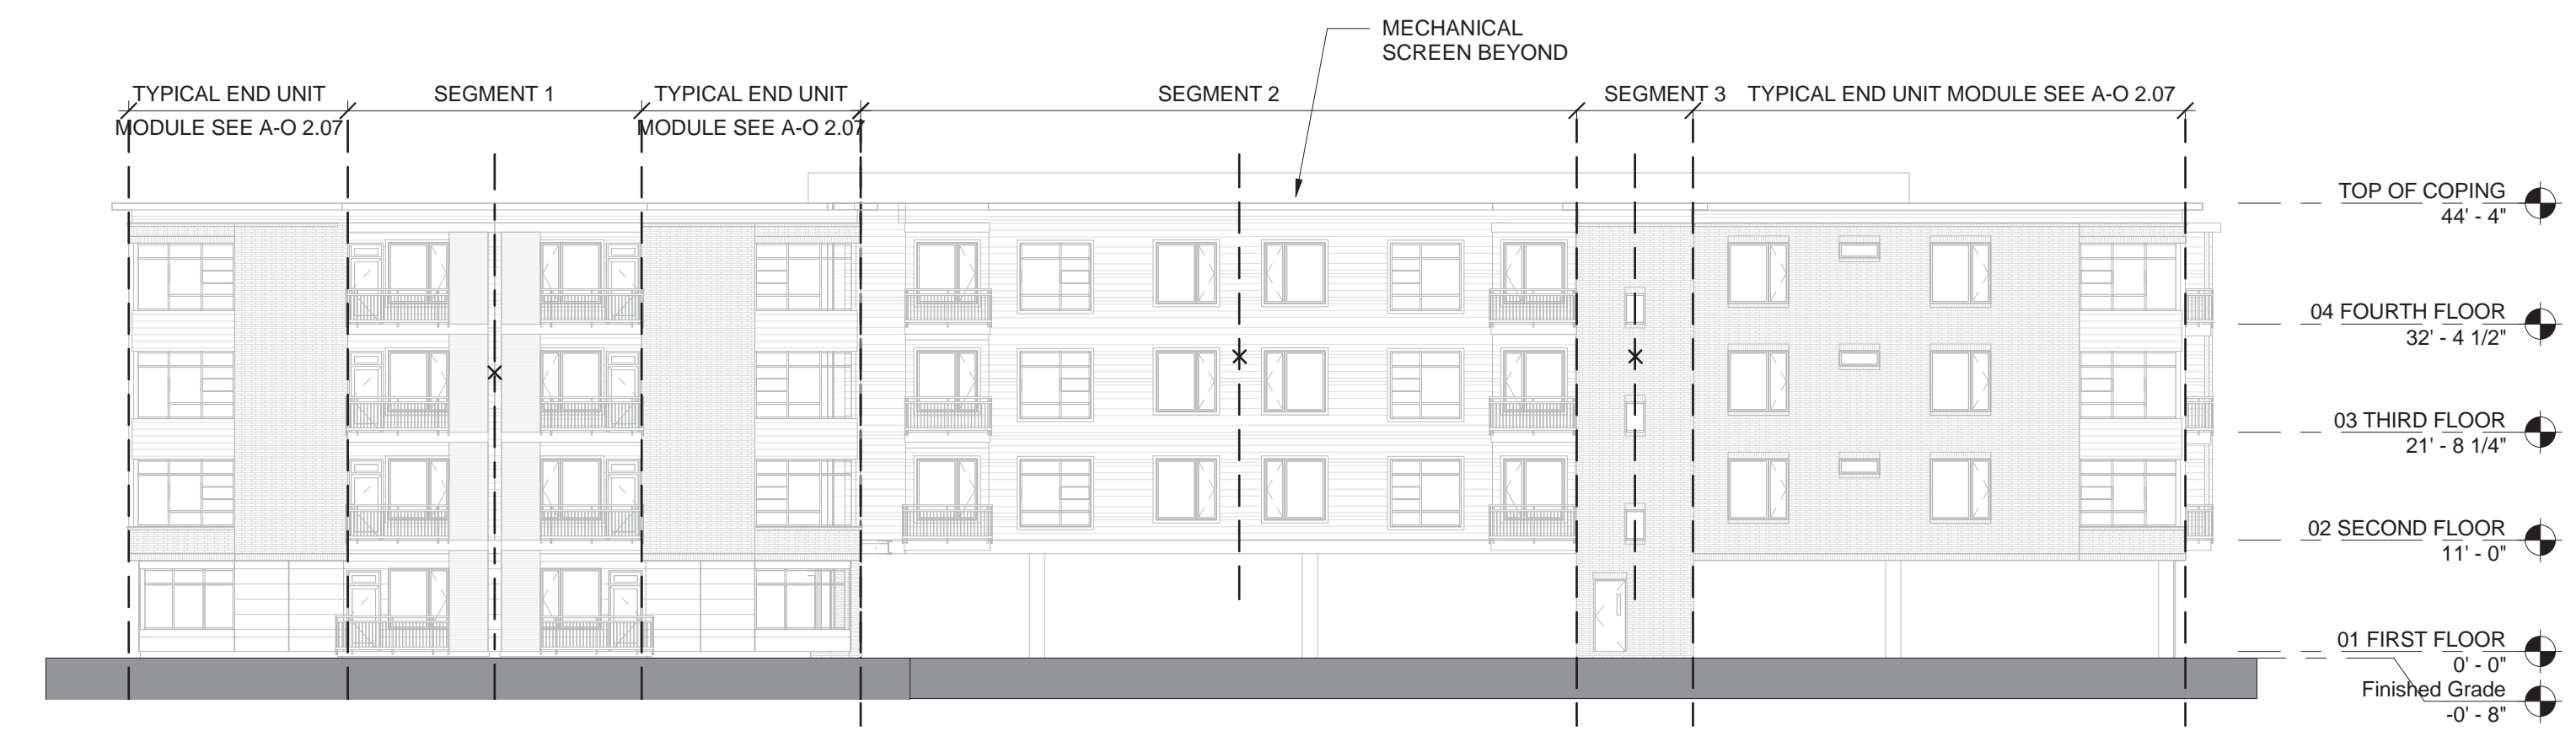 MECHANICAL
SCREEN BEYOND
TYPICAL END UNIT
MODULE SEE A-O 2.07
SEGMENT 1
TYPICAL END UNIT
MODULE SEE A-O 2.07
SEGMENT 2
SEGMENT 3
TYPICAL END UNIT MODULE SEE A-O 2.07
TOP OF COPING
44' - 4"
04 FOURTH FLOOR
32' - 4 1/2"
03 THIRD FLOOR
21' - 8 1/4"
02 SECOND FLOOR
11' - 0"
01 FIRST FLOOR
0' - 0"
Finished Grade
-0' - 8"